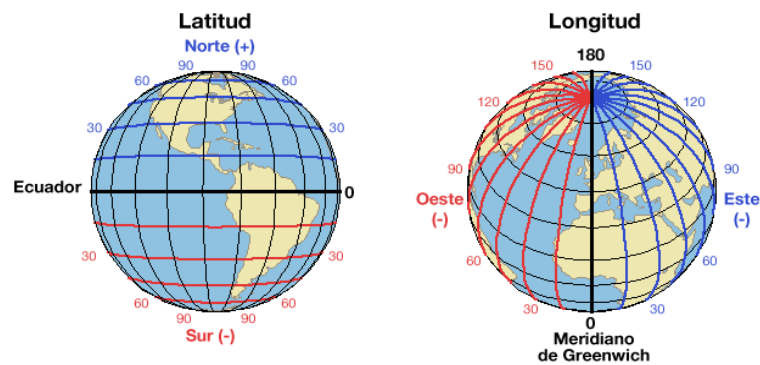 Latitud
Norte (+)
90 90
60 60
30 30
Ecuador 0
30 30
60 60
90 90
Sur (-)
Longitud
180
150 150
120 120
90 90
Oeste Este
(-) (-)
60 60
30 30
0
Meridiano
de Greenwich